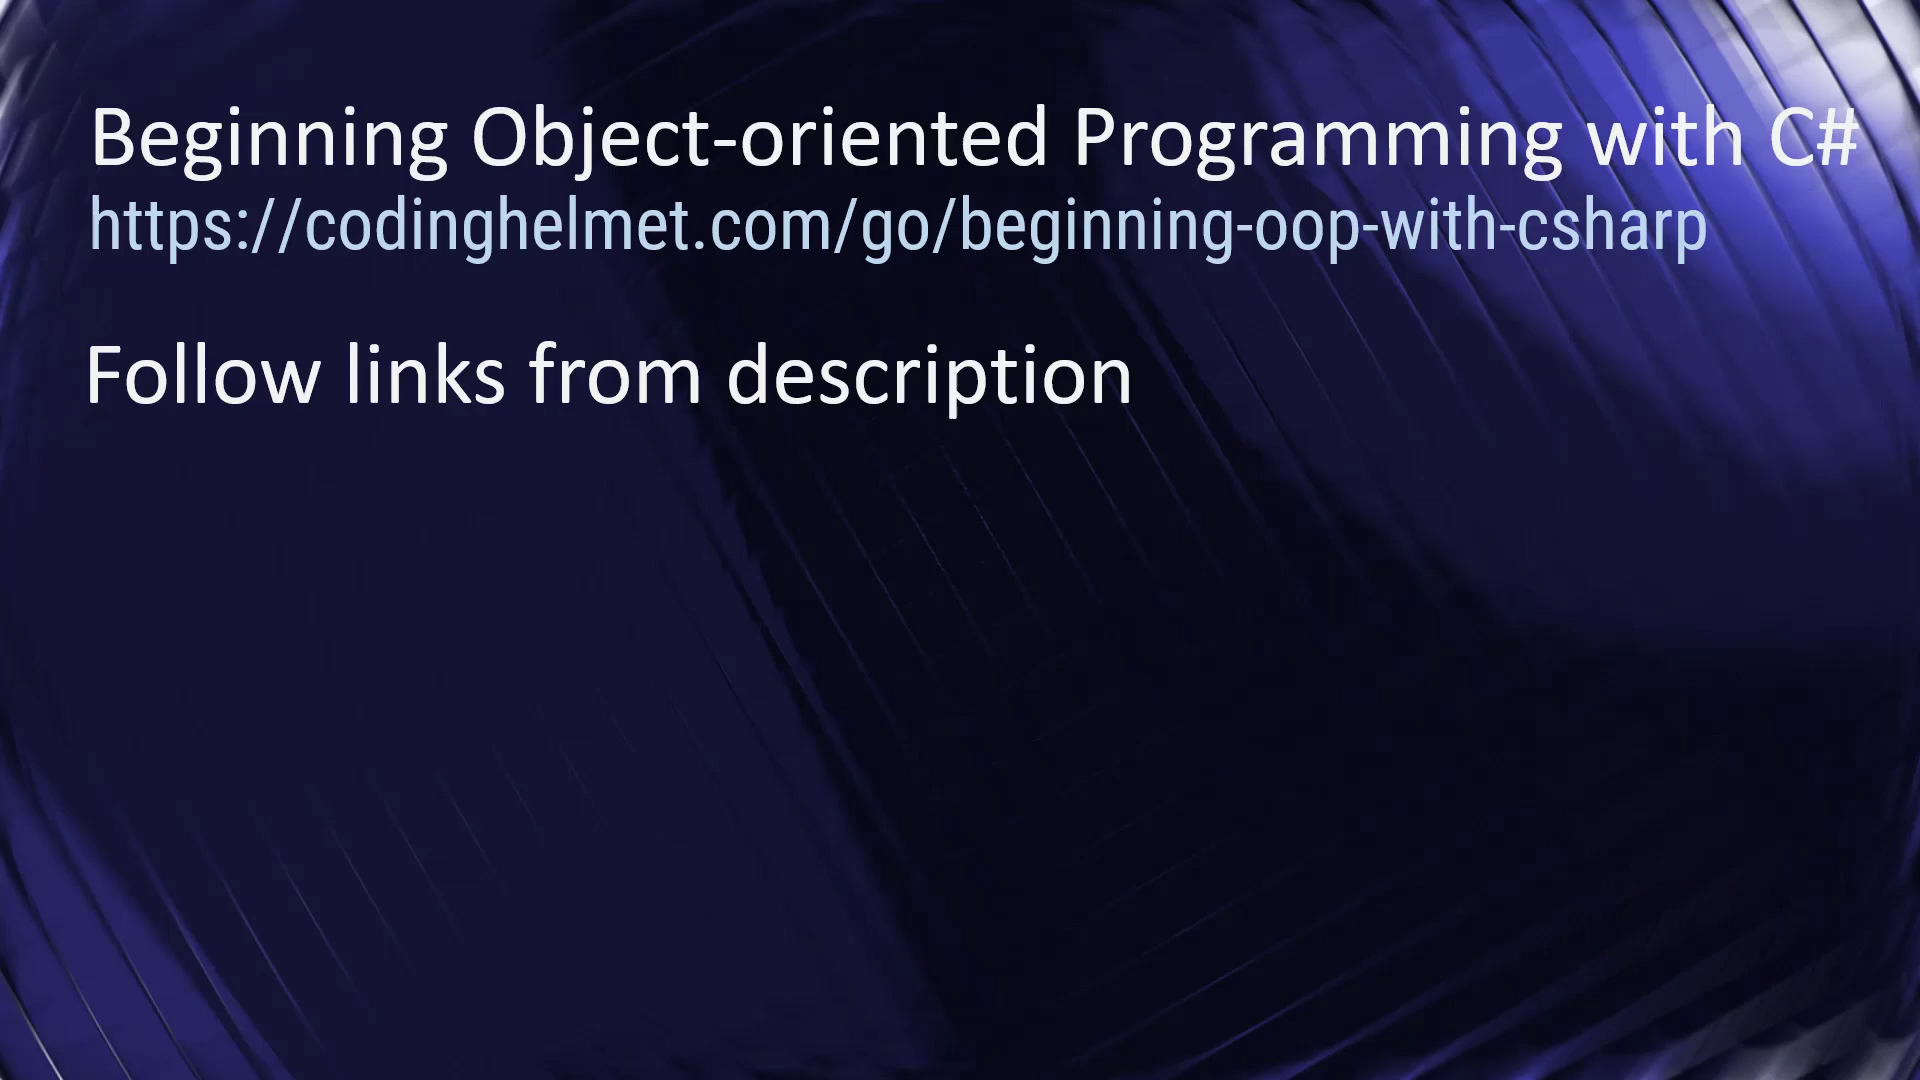 Beginning Object-oriented Programming with C#
https://codinghelmet.com/go/beginning-oop-with-csharp
Follow links from description